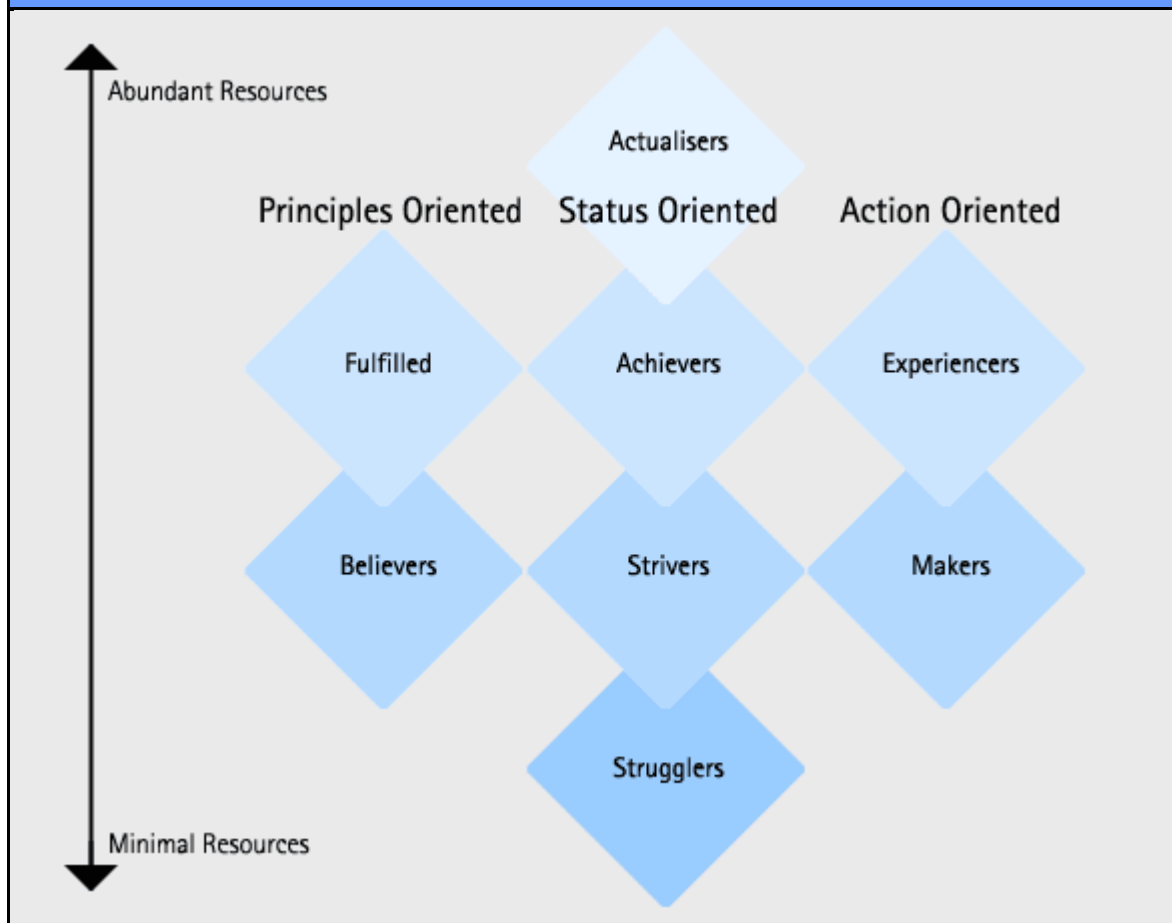 Abundant Resources
Actualisers
Principles Oriented
Status Oriented
Action Oriented
Fulfilled
Achievers
Experiencers
Believers
Strivers
Makers
Strugglers
Minimal Resources